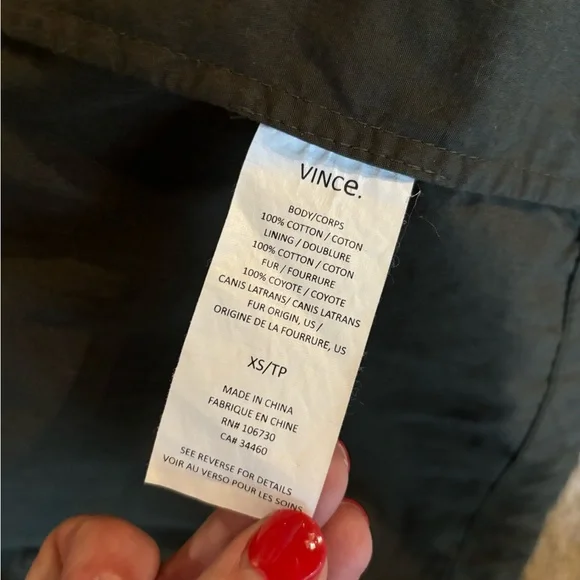 VINCe.
BODY/CORPS
100% COTTON / COTON
LINING / DOUBLURE
100% COTTON / COTON
FUR / FOURRURE
100% COYOTE / COYOTE
CANIS LATRANS/ CANIS LATRANS
FUR ORIGIN, US /
ORIGINE DE LA FOURRURE, US
XS/TP
MADE IN CHINA
FABRIQUE EN CHINE
RN# 106730
CA# 34460
SEE REVERSE FOR DETAILS
VOIR AU VERSO POUR LES SOINS